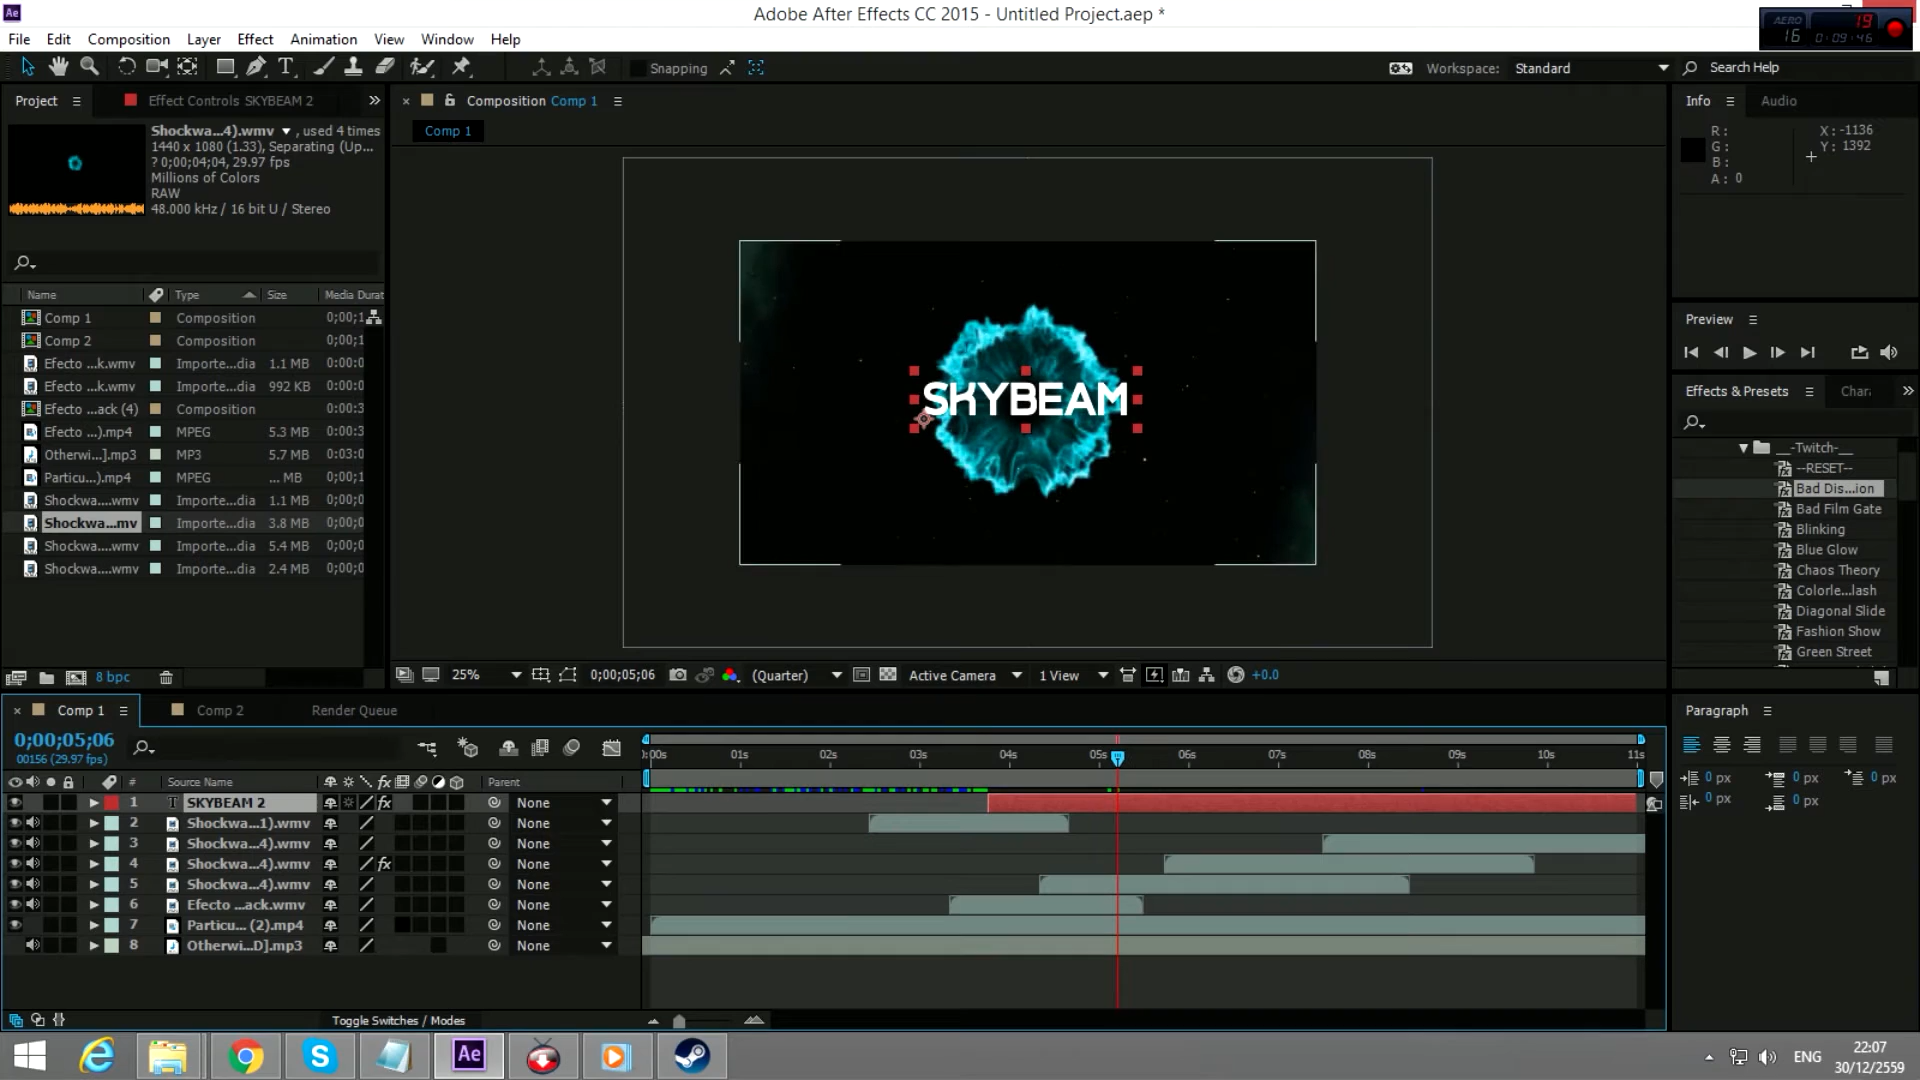 Ae
Adobe After Effects CC 2015 - Untitled Project.aep *
AERO
16
19
0:09:46
File Edit Composition Layer Effect Animation View Window Help
T Snapping Workspace: Standard Search Help
Project Effect Controls SKYBEAM 2 »
Shockwa...4).wmv , used 4 times
1440 x 1080 (1.33), Separating (Up...
? 0;00;04;04, 29.97 fps
Millions of Colors
RAW
48.000 kHz / 16 bit U / Stereo
Name Type Size Media Durat
Comp 1 Composition 0;00;1
Comp 2 Composition 0;00;1
Efecto ...k.wmv Importe...dia 1.1 MB 0:00:0
Efecto ...k.wmv Importe...dia 992 KB 0:00:0
Efecto ...ack (4) Composition 0:00:3
Efecto ...).mp4 MPEG 5.3 MB 0:00:3
Otherwi...].mp3 MP3 5.7 MB 0:03:0
Particu...).mp4 MPEG ... MB 0:00:1
Shockwa....wmv Importe...dia 1.1 MB 0;00;0
Shockwa...mv Importe...dia 3.8 MB 0;00;0
Shockwa....wmv Importe...dia 5.4 MB 0;00;0
Shockwa....wmv Importe...dia 2.4 MB 0;00;0
8 bpc
× Composition Comp 1
Comp 1
SKYBEAM
25% 0;00;05;06 (Quarter) Active Camera 1 View +0.0
Info Audio
R: X: -1136
G: Y: 1392
B:
A: 0
Preview
Effects & Presets Chara »
__-Twitch-__
--RESET--
Bad Dis...ion
Bad Film Gate
Blinking
Blue Glow
Chaos Theory
Colorle...lash
Diagonal Slide
Fashion Show
Green Street
Paragraph
0 px 0 px 0 px
0 px 0 px
× Comp 1 Comp 2 Render Queue
0;00;05;06
00156 (29.97 fps)
# Source Name fx Parent
:00s 01s 02s 03s 04s 05s 06s 07s 08s 09s 10s 11s
1 T SKYBEAM 2 fx None
2 Shockwa...1).wmv None
3 Shockwa...4).wmv None
4 Shockwa...4).wmv fx None
5 Shockwa...4).wmv None
6 Efecto ...ack.wmv None
7 Particu... (2).mp4 None
8 Otherwi...D].mp3 None
Toggle Switches / Modes
Ae
ENG
22:07
30/12/2559